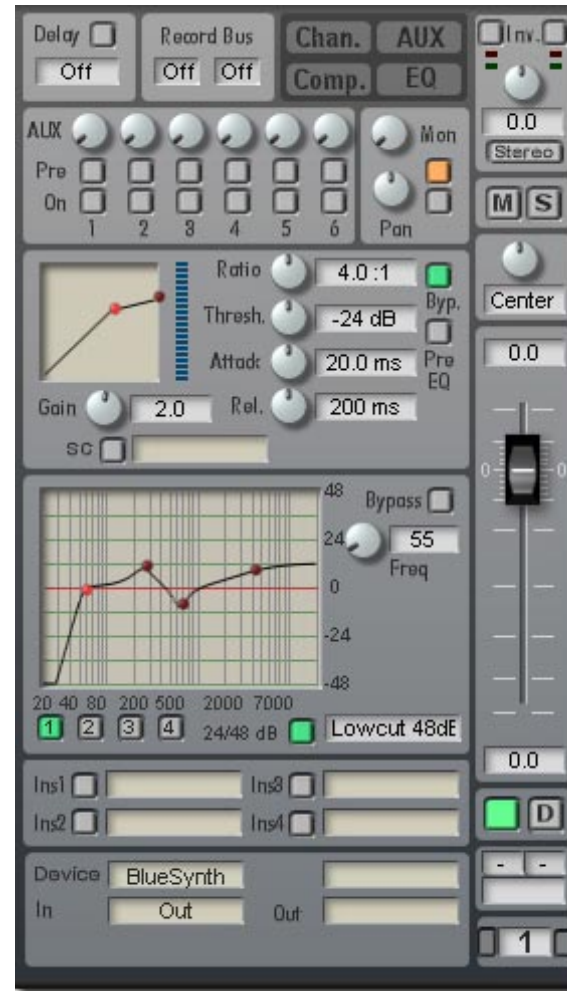 Delay
Off
Record Bus
Off Off
Chan. AUX
Comp. EQ
Inv.
0.0
Stereo
AUX
Mon
Pre
On
1 2 3 4 5 6
Pan
M S
Center
Ratio 4.0 :1
Byp.
Thresh. -24 dB
Attack 20.0 ms
Pre
EQ
Gain 2.0
Rel. 200 ms
SC
0.0
0 0
48
24
0
-24
-48
Bypass
55
Freq
20 40 80 200 500 2000 7000
1 2 3 4
24/48 dB
Lowcut 48dE
0.0
Ins1
Ins3
Ins2
Ins4
D
Device BlueSynth
In Out
Out
- -
1